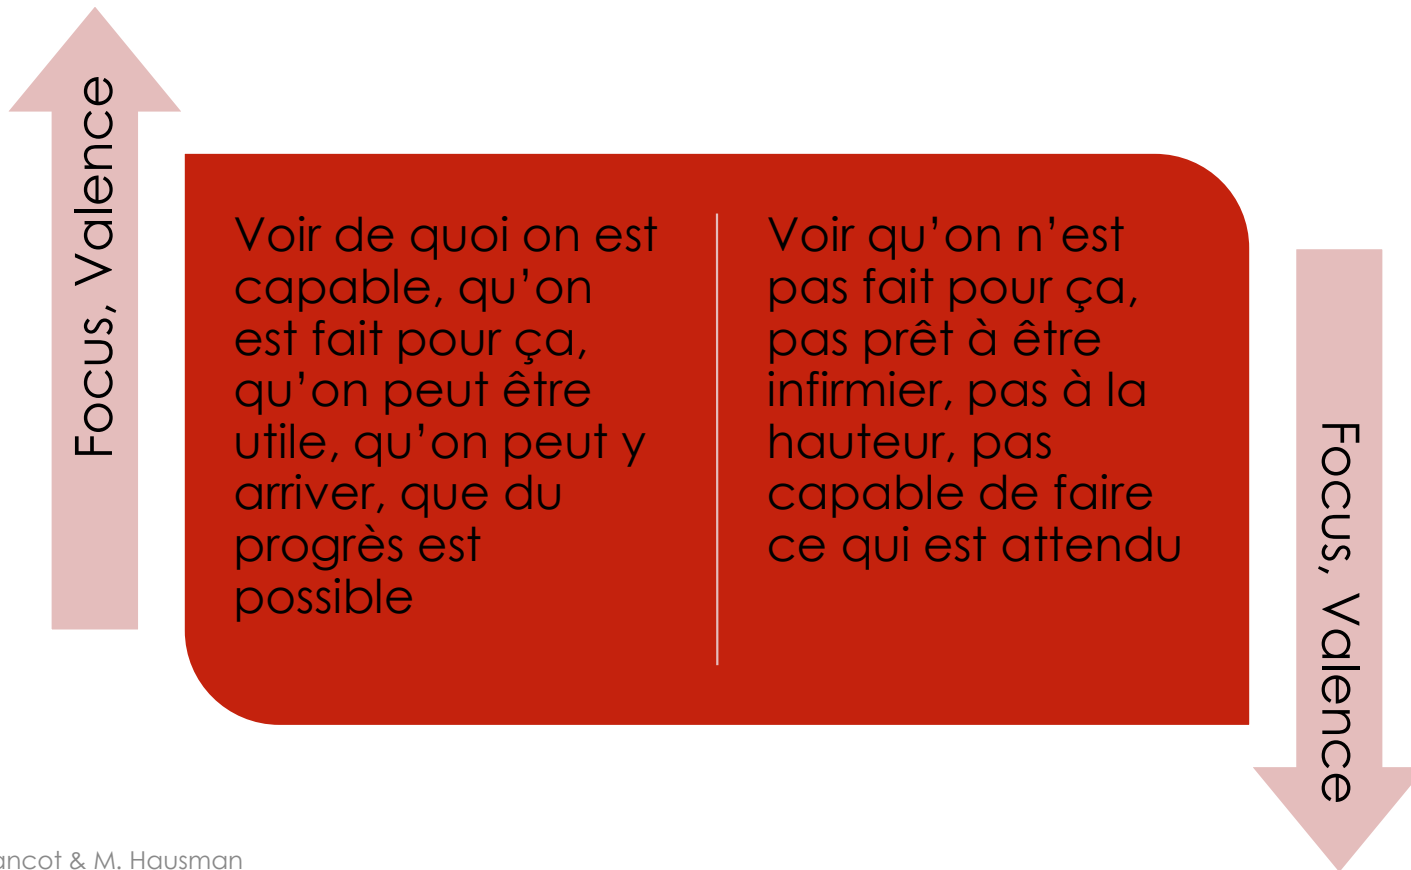 Focus, Valence
Voir de quoi on est
capable, qu’on
est fait pour ça,
qu’on peut être
utile, qu’on peut y
arriver, que du
progrès est
possible
Voir qu’on n’est
pas fait pour ça,
pas prêt à être
infirmier, pas à la
hauteur, pas
capable de faire
ce qui est attendu
Focus, Valence
& M. Hausman